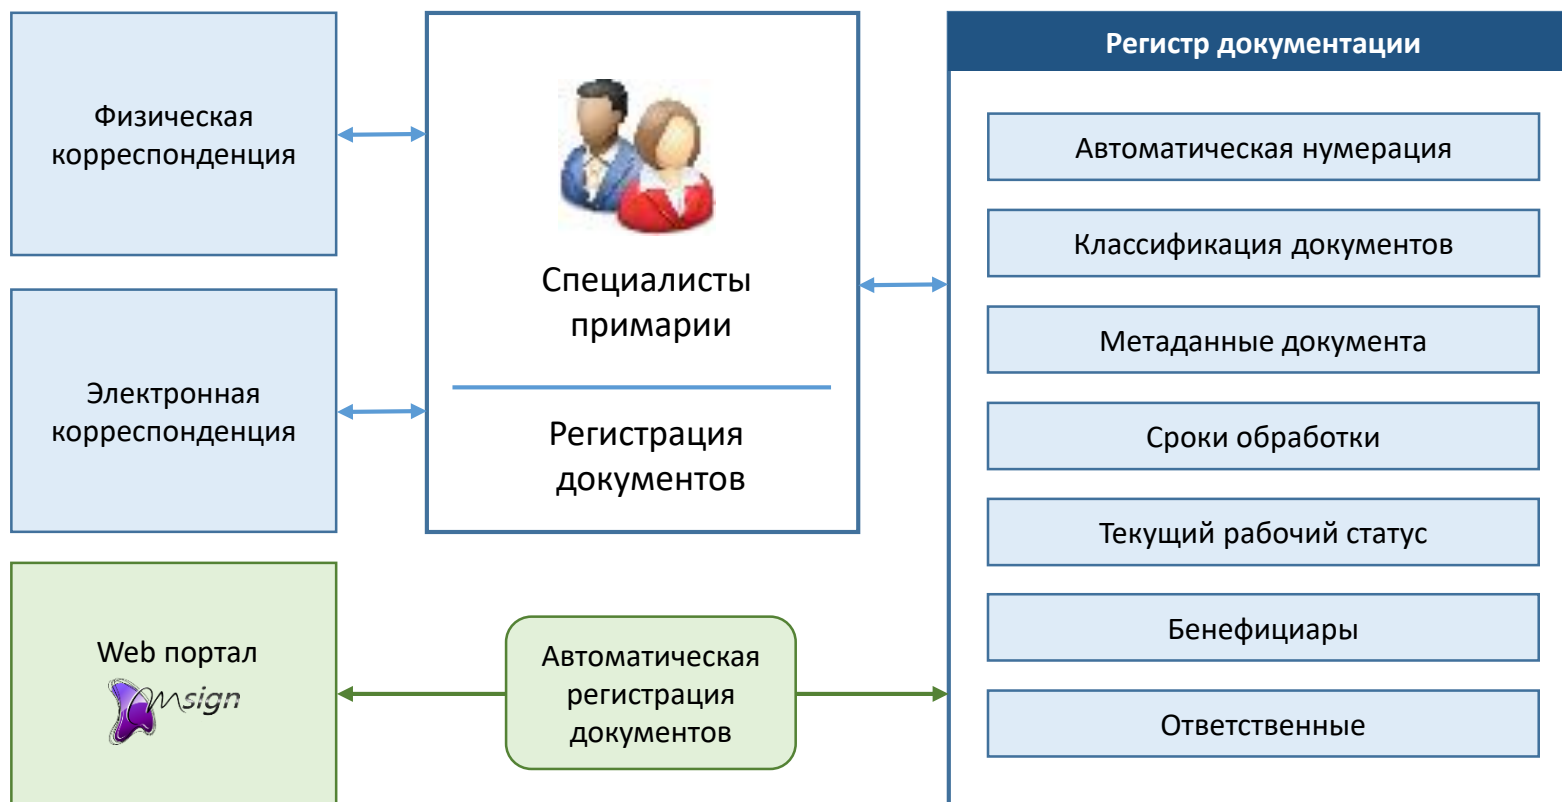 Физическая
корреспонденция
Электронная
корреспонденция
Web портал
msign
Специалисты
примарии
Регистрация
документов
Автоматическая
регистрация
документов
Регистр документации
Автоматическая нумерация
Классификация документов
Метаданные документа
Сроки обработки
Текущий рабочий статус
Бенефициары
Ответственные